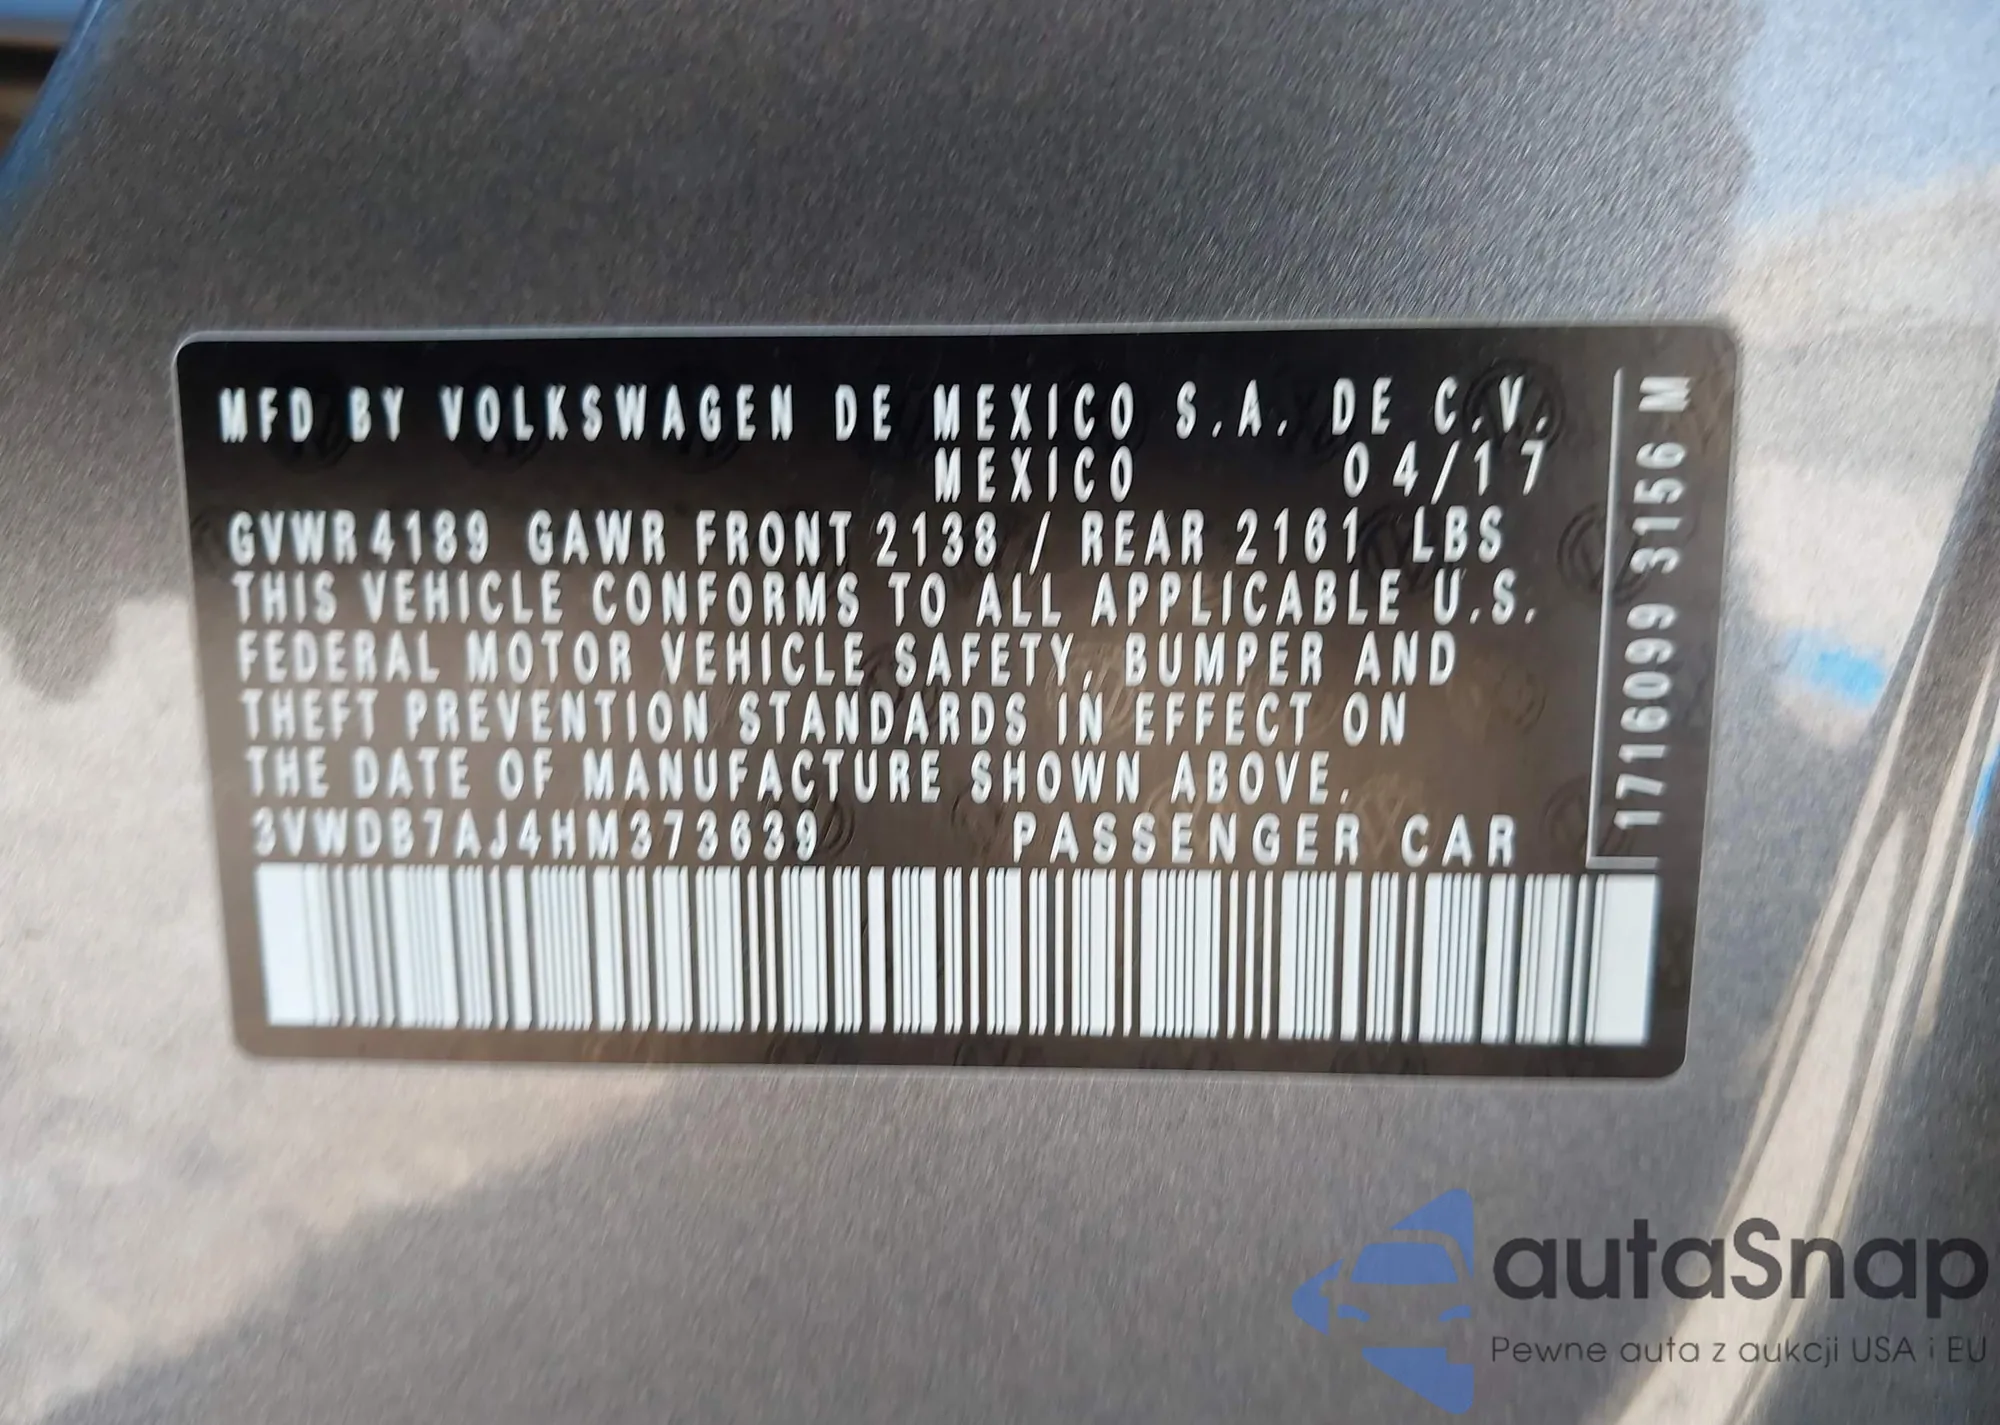 MFD BY VOLKSWAGEN DE MEXICO S.A. DE C.V.
MEXICO 04/17
GVWR 4189 GAWR FRONT 2138 / REAR 2161 LBS
THIS VEHICLE CONFORMS TO ALL APPLICABLE U.S.
FEDERAL MOTOR VEHICLE SAFETY, BUMPER AND
THEFT PREVENTION STANDARDS IN EFFECT ON
THE DATE OF MANUFACTURE SHOWN ABOVE.
3VWDB7AJ4HM373639 PASSENGER CAR
1716099 3156 M
autaSnap
Pewne auta z aukcji USA i EU